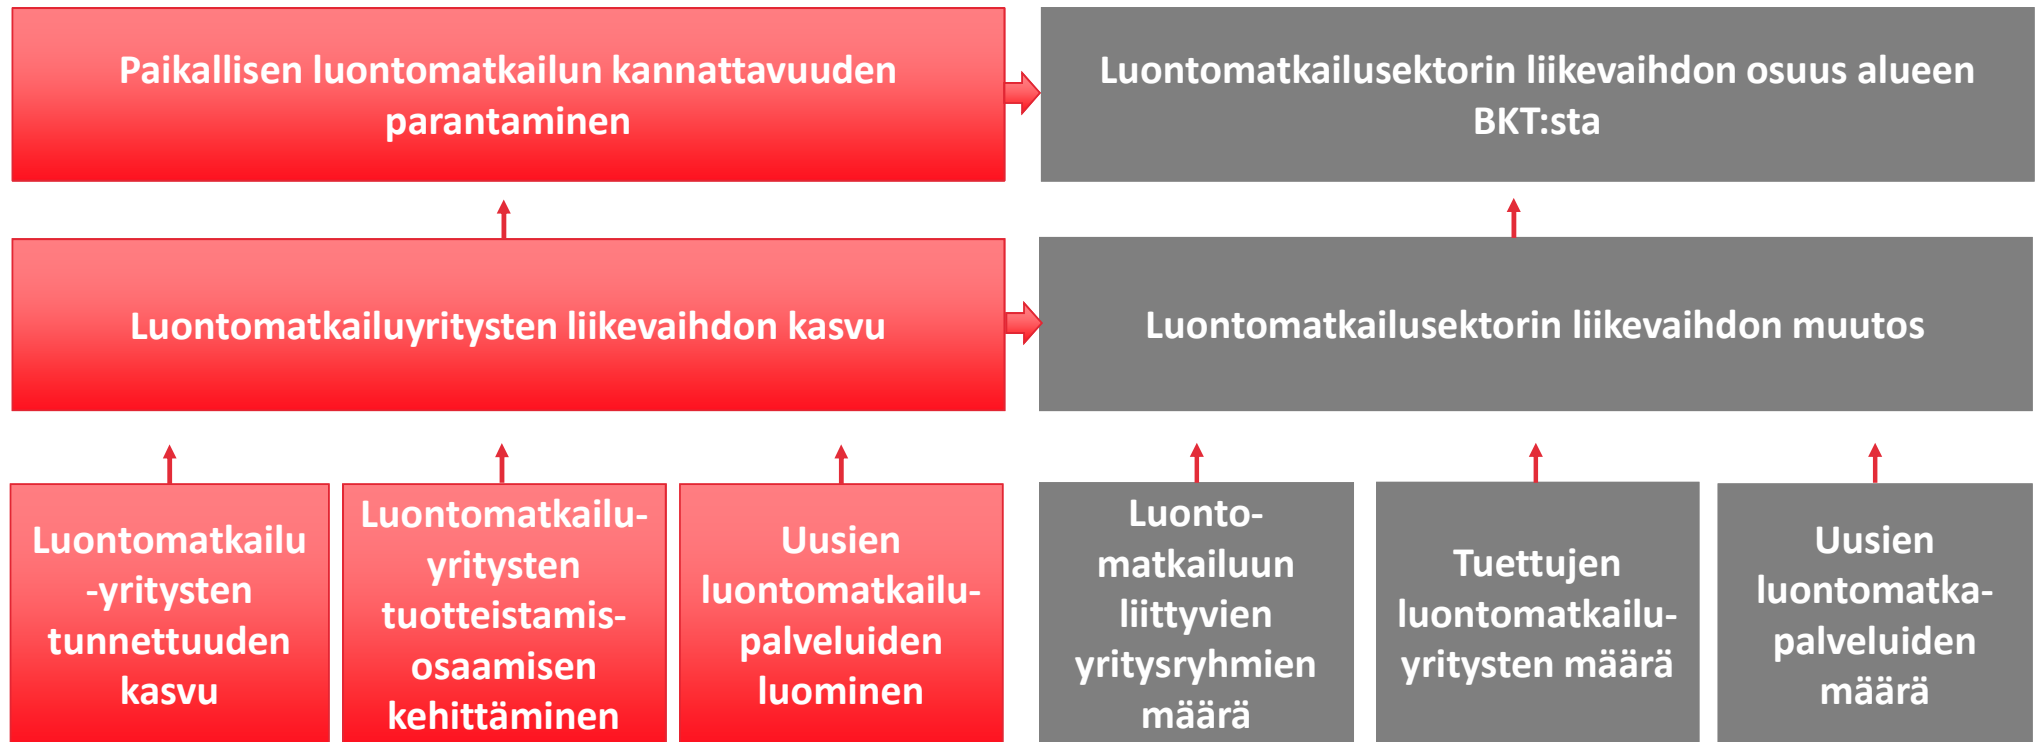 Paikallisen luontomatkailun kannattavuuden
parantaminen
Luontomatkailusektorin liikevaihdon osuus alueen
BKT:sta
Luontomatkailuyritysten liikevaihdon kasvu
Luontomatkailusektorin liikevaihdon muutos
Luontomatkailu
-yritysten
tunnettuuden
kasvu
Luontomatkailu-
yritysten
tuotteistamis-
osaamisen
kehittäminen
Uusien
luontomatkailu-
palveluiden
luominen
Luonto-
matkailuun
liittyvien
yritysryhmien
määrä
Tuettujen
luontomatkailu-
yritysten määrä
Uusien
luontomatka-
palveluiden
määrä